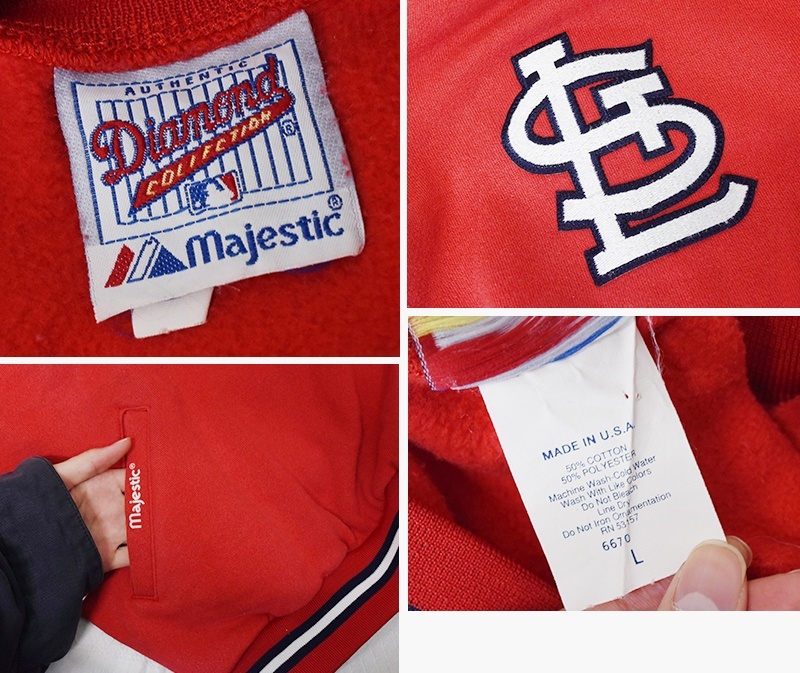 AUTHENTIC
Diamond
COLLECTION®
Majestic®
STL
Majestic®
MADE IN U.S.A
50% COTTON
50% POLYESTER
Machine Wash-Cold Water
Wash With Like Colors
Do Not Bleach
Line Dry
Do Not Iron Ornamentation
RN 53157
6670
L